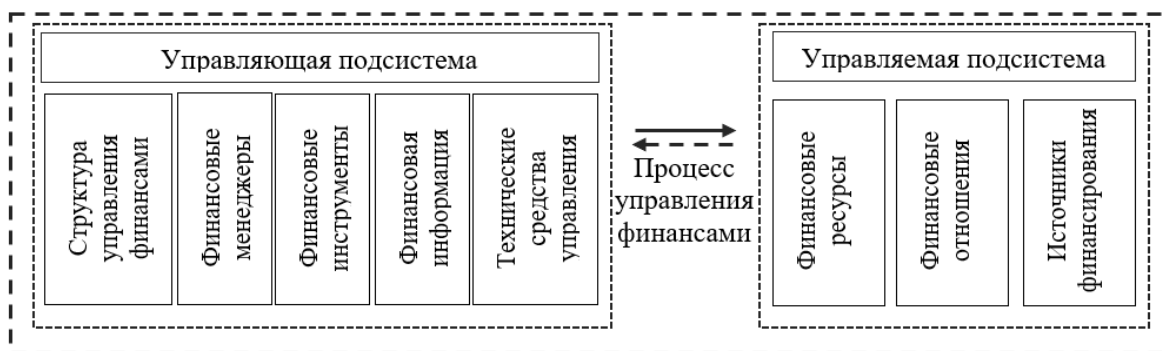 Управляющая подсистема
Структура
управления
финансами
Финансовые
менеджеры
Финансовые
инструменты
Финансовая
информация
Технические
средства
управления
Процесс
управления
финансами
Управляемая подсистема
Финансовые
ресурсы
Финансовые
отношения
Источники
финансирования